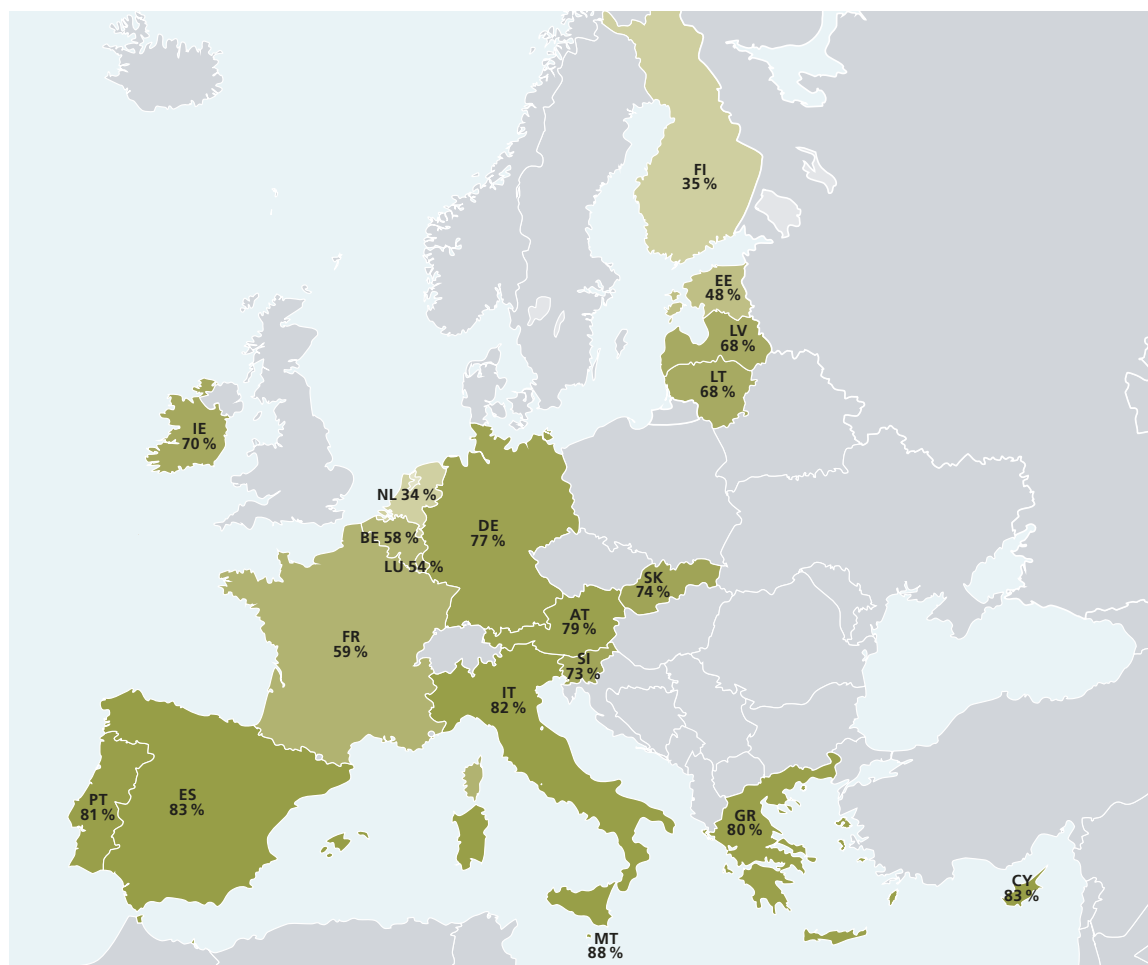 FI
35 %
EE
48 %
LV
68 %
LT
68 %
IE
70 %
NL 34 %
DE
77 %
BE 58 %
LU 54 %
SK
74 %
AT
79 %
FR
59 %
SI
73 %
IT
82 %
PT
81 %
ES
83 %
GR
80 %
CY
83 %
MT
88 %